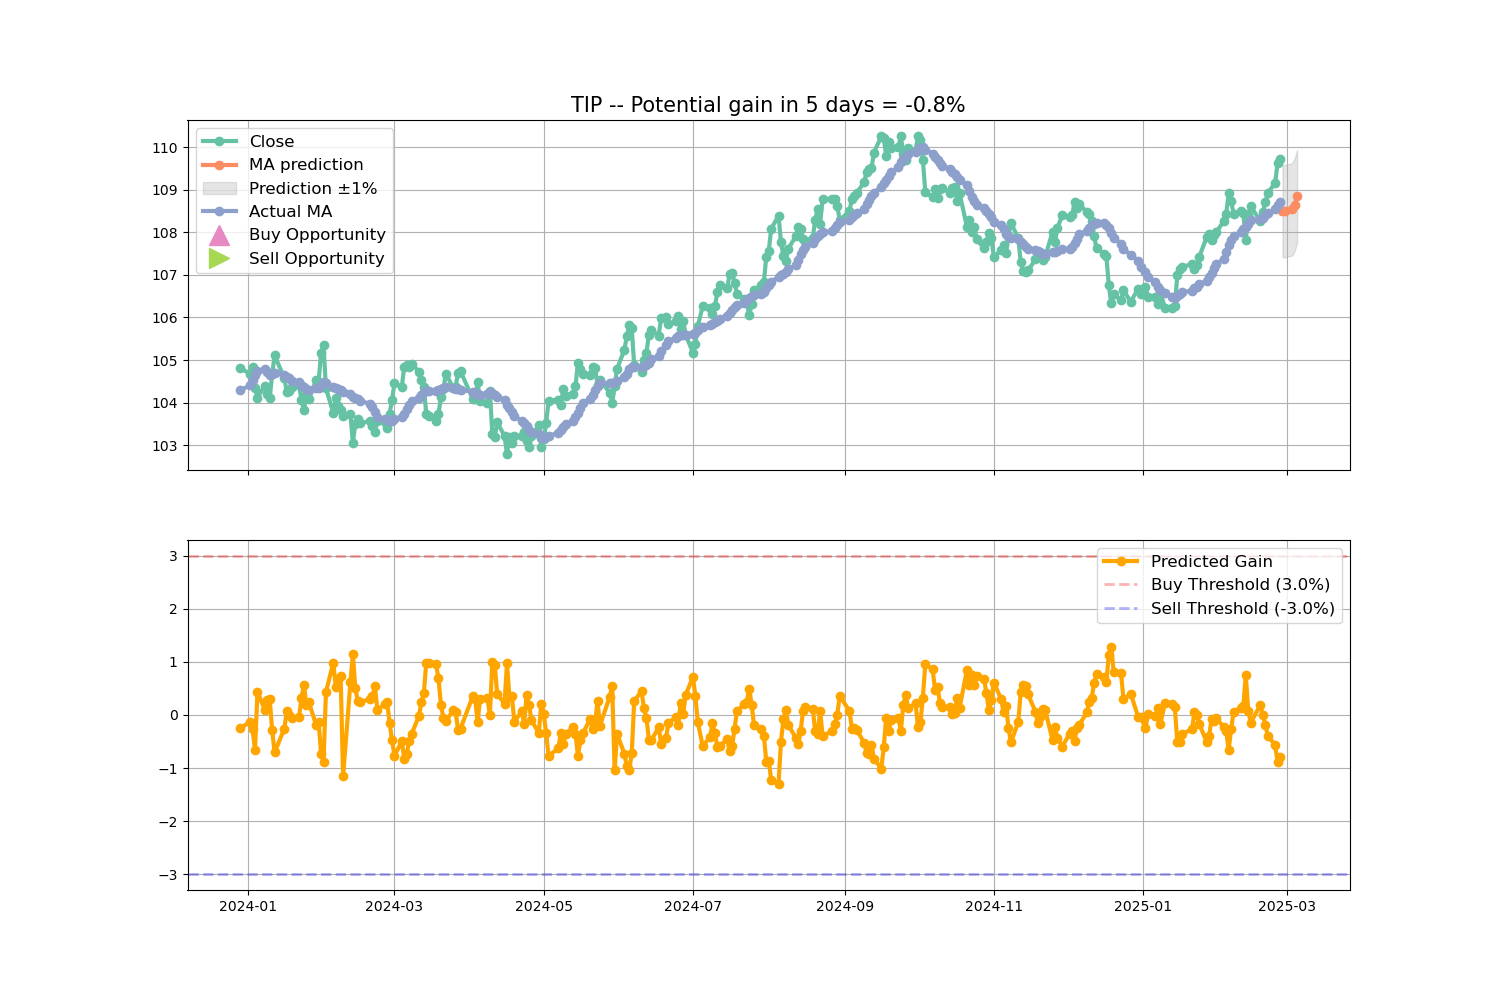 TIP -- Potential gain in 5 days = -0.8%
Close
MA prediction
Prediction ±1%
Actual MA
Buy Opportunity
Sell Opportunity
110
109
108
107
106
105
104
103
Predicted Gain
Buy Threshold (3.0%)
Sell Threshold (-3.0%)
3
2
1
0
−1
−2
−3
2024-01 2024-03 2024-05 2024-07 2024-09 2024-11 2025-01 2025-03